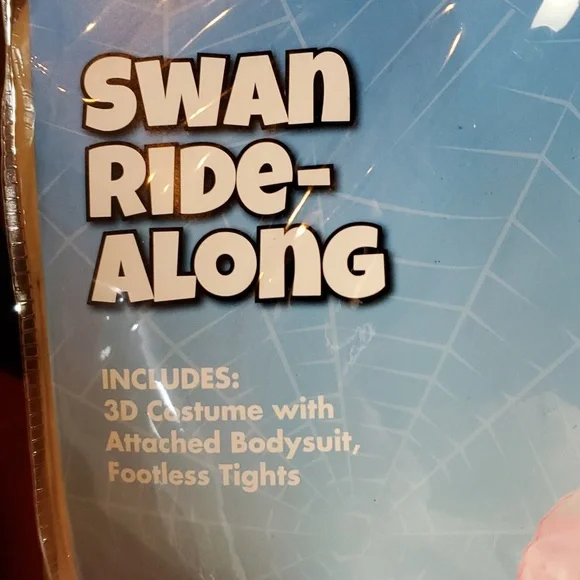 SWAN
RIDE-
ALONG
INCLUDES:
3D Costume with
Attached Bodysuit,
Footless Tights